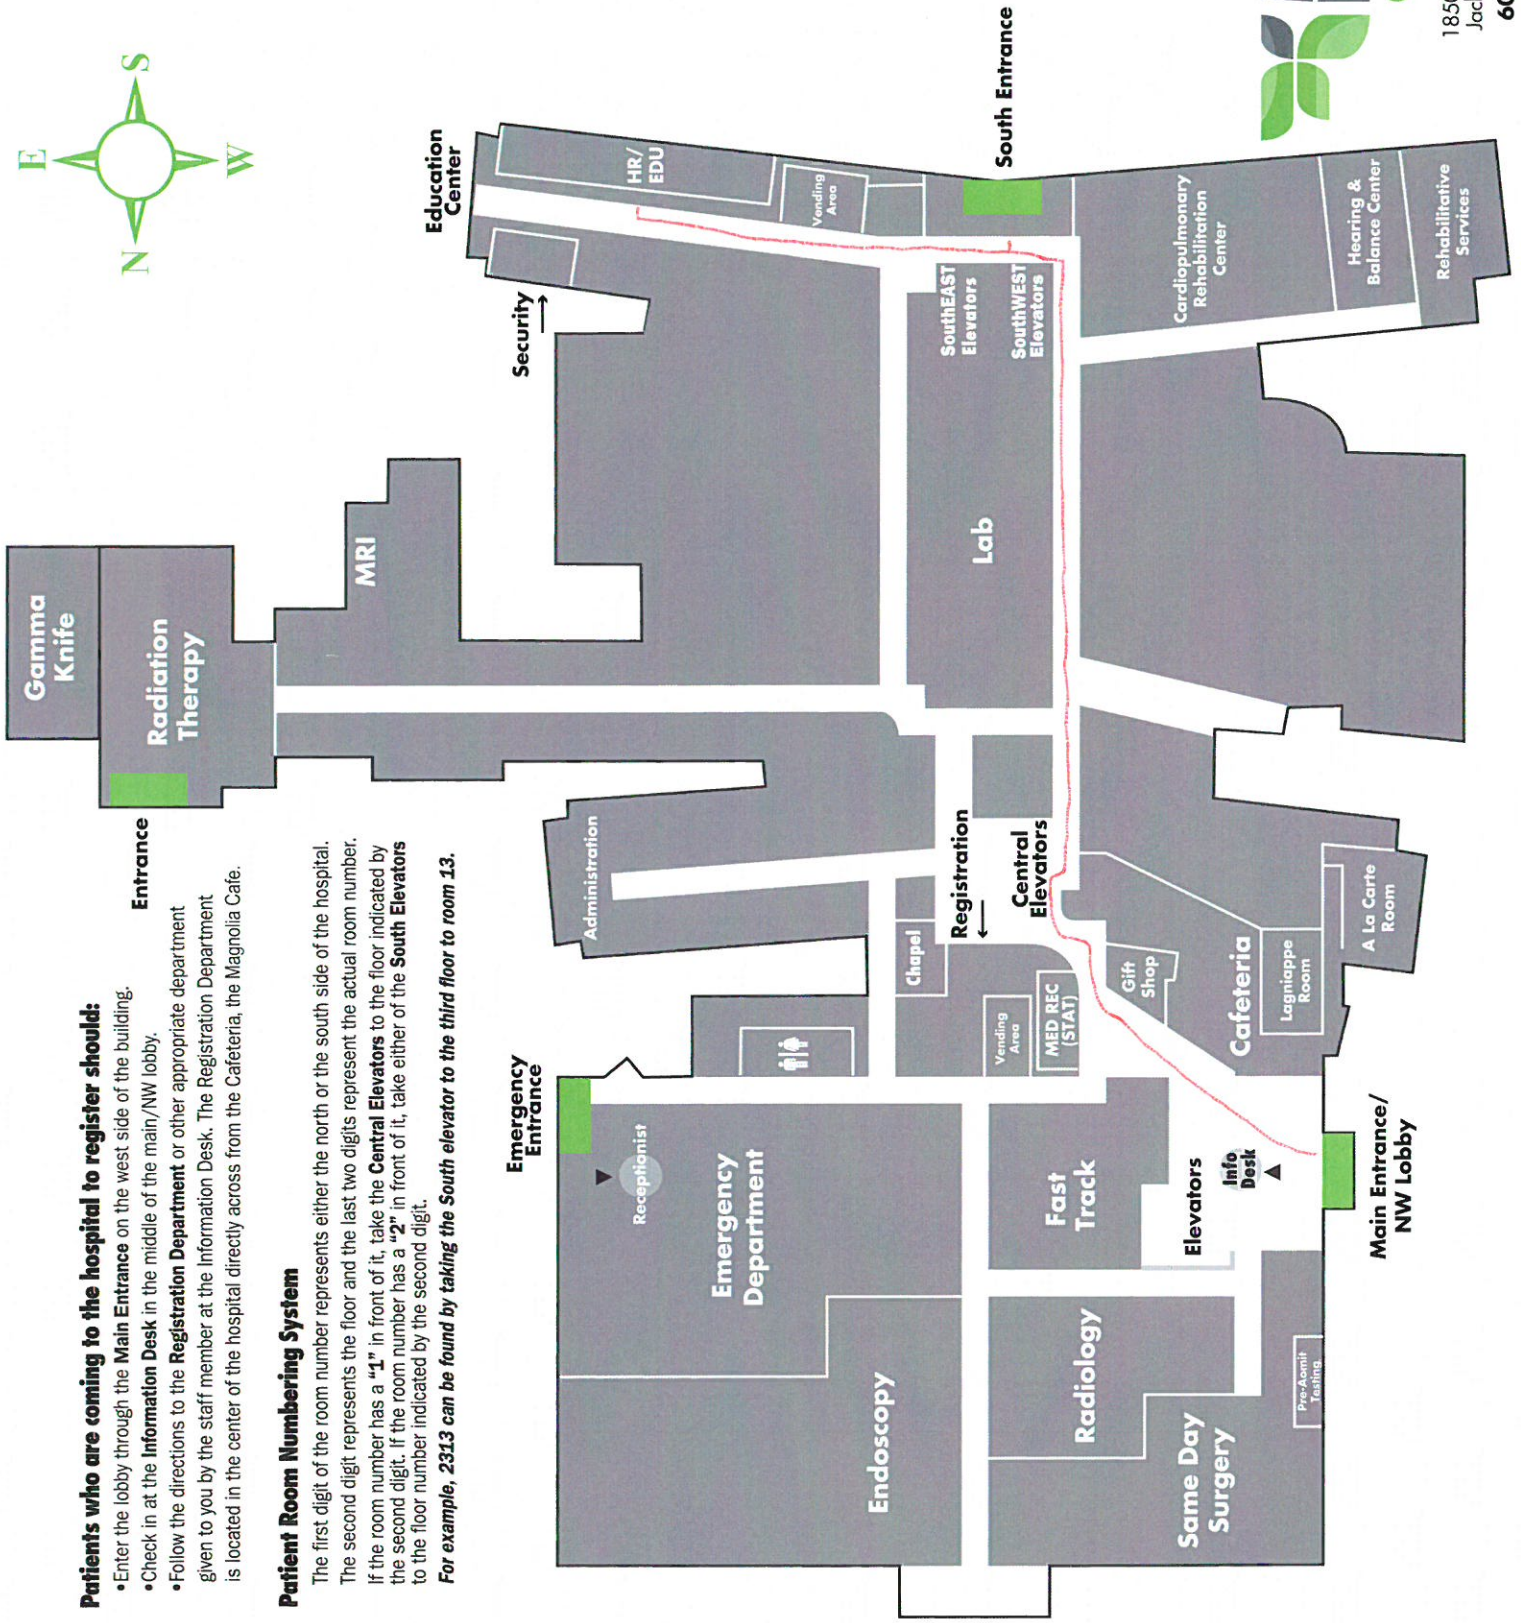 Patients who are coming to the hospital to register should:
•Enter the lobby through the Main Entrance on the west side of the building.
•Check in at the Information Desk in the middle of the main/NW lobby.
•Follow the directions to the Registration Department or other appropriate department
given to you by the staff member at the Information Desk. The Registration Department
is located in the center of the hospital directly across from the Cafeteria, the Magnolia Cafe.
Patient Room Numbering System
The first digit of the room number represents either the north or the south side of the hospital.
The second digit represents the floor and the last two digits represent the actual room number.
If the room number has a "1" in front of it, take the Central Elevators to the floor indicated by
the second digit. If the room number has a "2" in front of it, take either of the South Elevators
to the floor number indicated by the second digit.
For example, 2313 can be found by taking the South elevator to the third floor to room 13.
N
E
S
W
Gamma
Knife
Radiation
Therapy
Entrance
MRI
Administration
Security
Education
Center
HR/
EDU
Vending
Area
South Entrance
SouthEAST
Elevators
SouthWEST
Elevators
Lab
Cardiopulmonary
Rehabilitation
Center
Hearing &
Balance Center
Rehabilitative
Services
Registration
Central
Elevators
Chapel
Vending
Area
MED REC
(STAT)
Gift
Shop
Cafeteria
Lagniappe
Room
A La Carte
Room
Emergency
Entrance
Receptionist
Emergency
Department
Fast
Track
Elevators
Info
Desk
Main Entrance/
NW Lobby
Endoscopy
Radiology
Same Day
Surgery
Pre-Aomit
Testing
1850
Jac
60